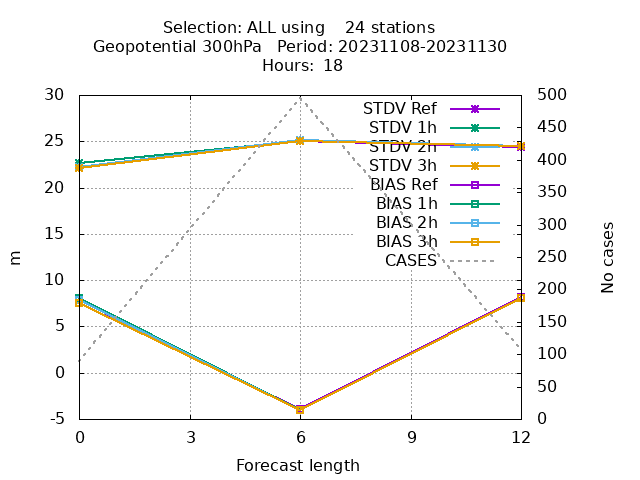 Selection: ALL using    24 stations
Geopotential 300hPa   Period: 20231108-20231130
Hours: 18
30
25
20
15
10
5
0
-5
m
500
450
400
350
300
250
200
150
100
50
0
No cases
STDV Ref
STDV 1h
STDV 2h
STDV 3h
BIAS Ref
BIAS 1h
BIAS 2h
BIAS 3h
CASES
0 3 6 9 12
Forecast length